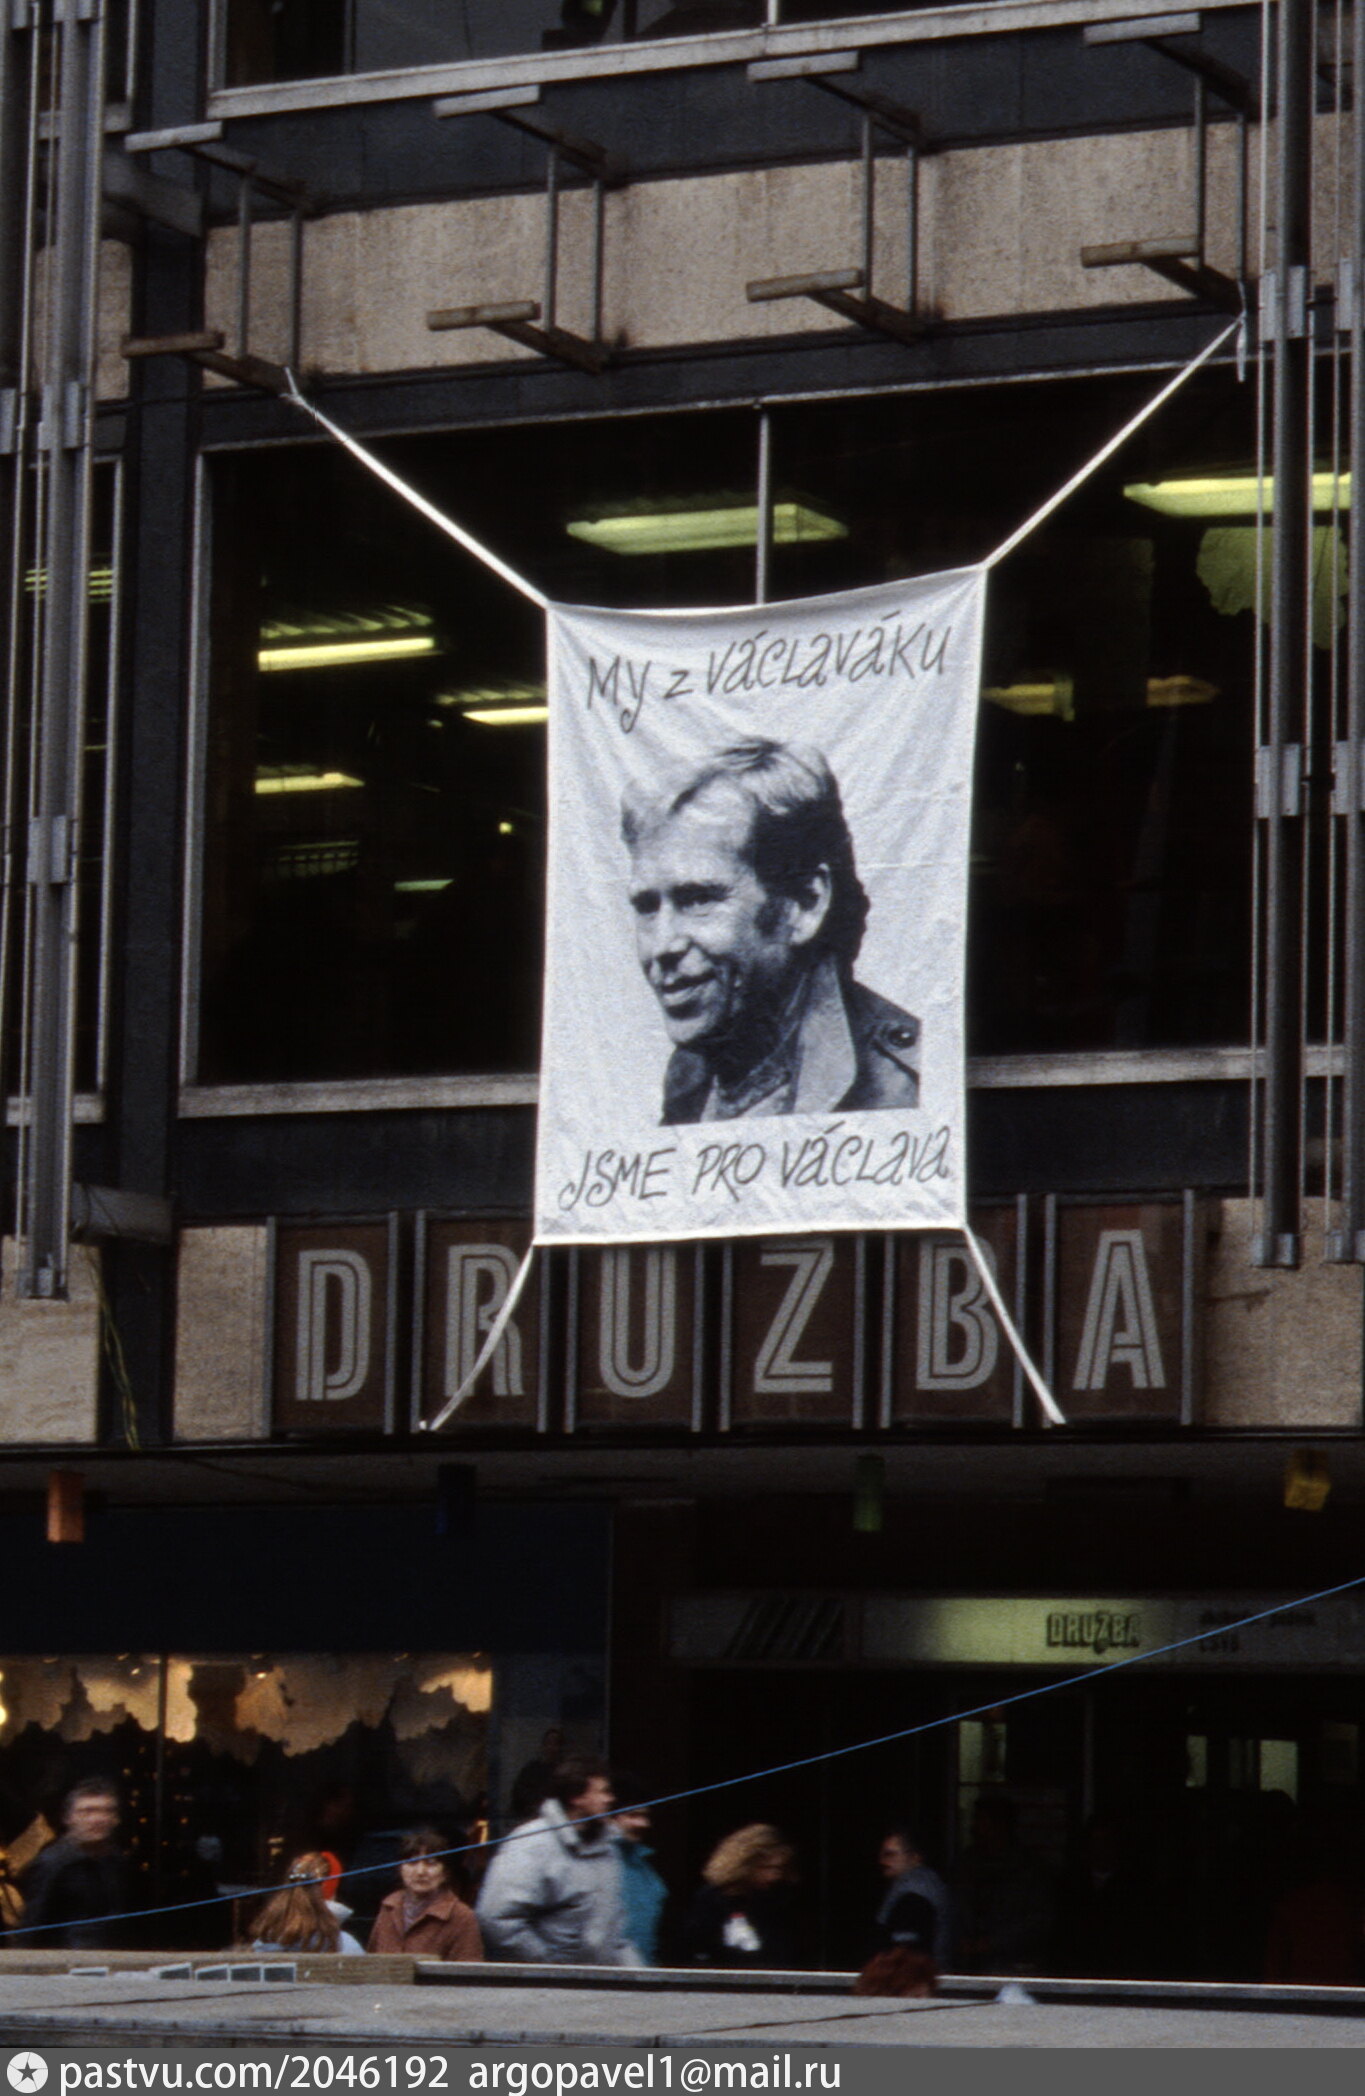 My z VÁCLAVÁKU
JSME PRO VÁCLAVA
DRUZBA
DRUZBA
pastvu.com/2046192 argopavel1@mail.ru